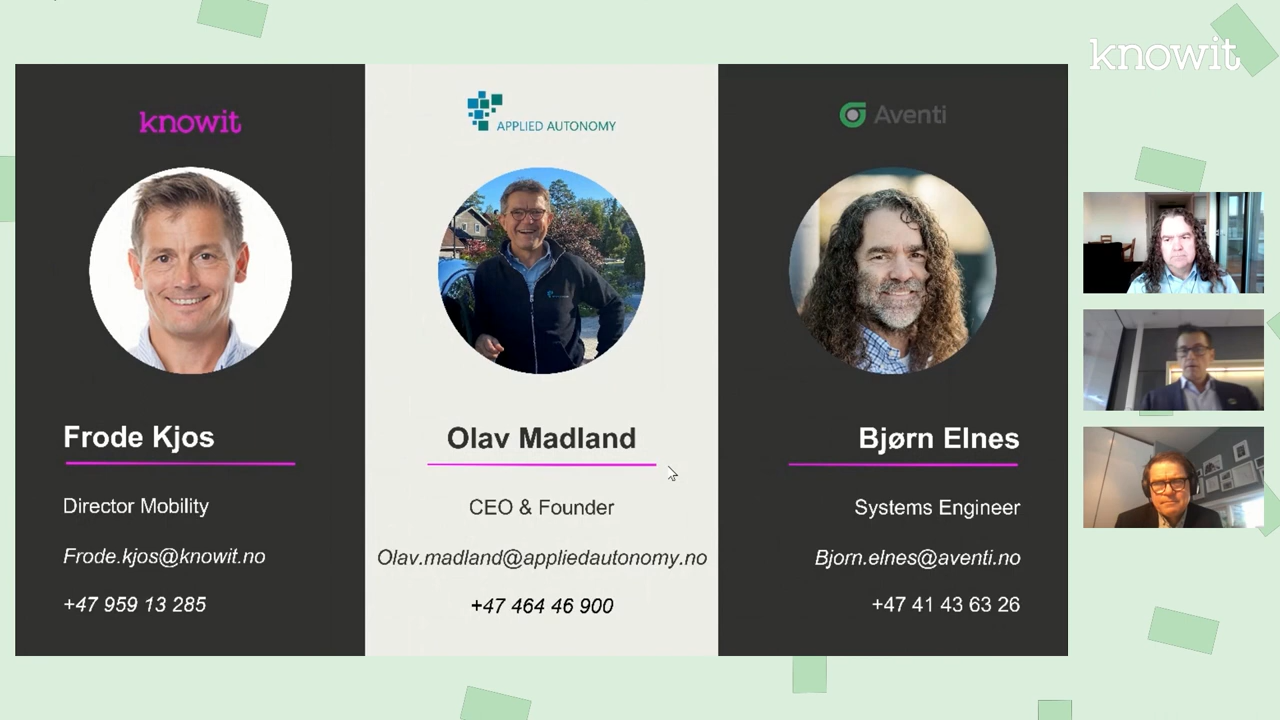 knowit
knowit
Frode Kjos
Director Mobility
Frode.kjos@knowit.no
+47 959 13 285
APPLIED AUTONOMY
Olav Madland
CEO & Founder
Olav.madland@appliedautonomy.no
+47 464 46 900
Aventi
Bjørn Elnes
Systems Engineer
Bjorn.elnes@aventi.no
+47 41 43 63 26